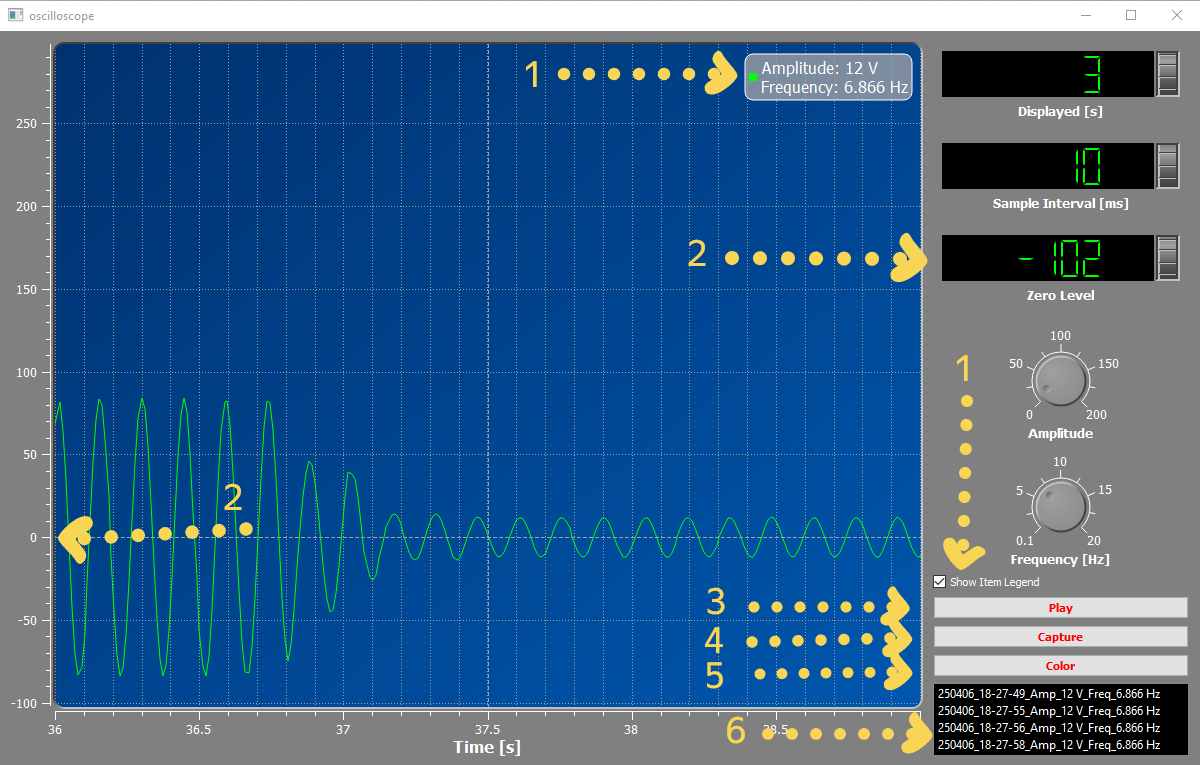 oscilloscope
1
Amplitude: 12 V
Frequency: 6.866 Hz
3
Displayed [s]
10
Sample Interval [ms]
2
-102
Zero Level
250
200
150
100
50
0
-50
-100
2
36
36.5
37
37.5
38
38.5
Time [s]
1
0
50
100
150
200
Amplitude
0.1
5
10
15
20
Frequency [Hz]
Show Item Legend
3
Play
4
Capture
5
Color
6
250406_18-27-49_Amp_12 V_Freq_6.866 Hz
250406_18-27-55_Amp_12 V_Freq_6.866 Hz
250406_18-27-56_Amp_12 V_Freq_6.866 Hz
250406_18-27-58_Amp_12 V_Freq_6.866 Hz